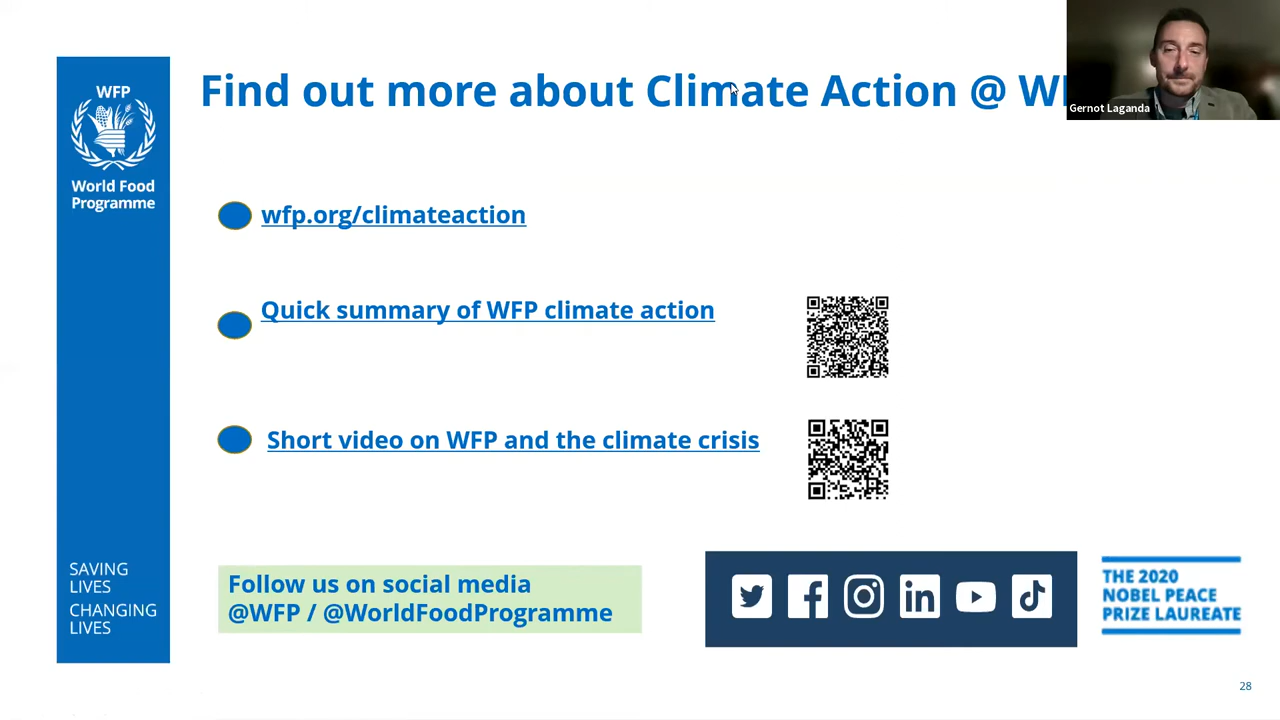 WFP
World Food
Programme
SAVING
LIVES
CHANGING
LIVES
Find out more about Climate Action @
Gernot Laganda
wfp.org/climateaction
Quick summary of WFP climate action
Short video on WFP and the climate crisis
Follow us on social media
@WFP / @WorldFoodProgramme
THE 2020
NOBEL PEACE
PRIZE LAUREATE
28